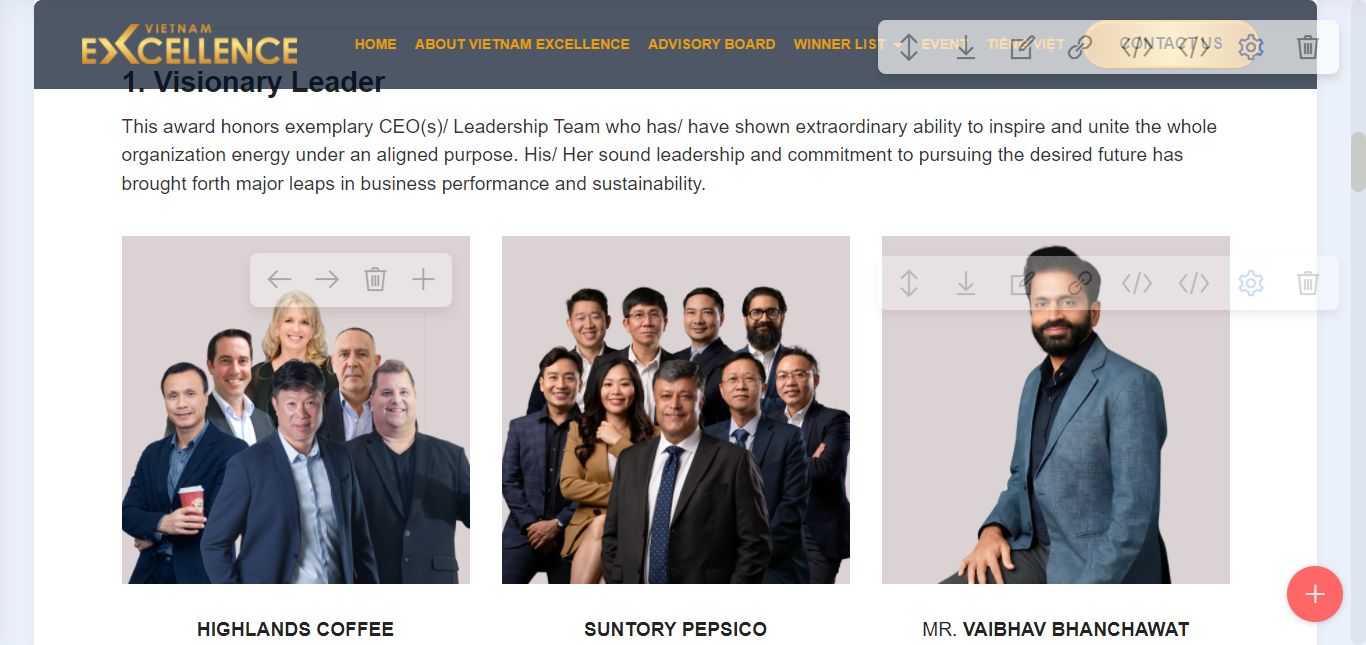 VIETNAM
EXCELLENCE
HOME ABOUT VIETNAM EXCELLENCE ADVISORY BOARD WINNER LIST EVENT TIẾNG VIỆT CONTACT US
1. Visionary Leader
This award honors exemplary CEO(s)/ Leadership Team who has/ have shown extraordinary ability to inspire and unite the whole
organization energy under an aligned purpose. His/ Her sound leadership and commitment to pursuing the desired future has
brought forth major leaps in business performance and sustainability.
HIGHLANDS COFFEE SUNTORY PEPSICO MR. VAIBHAV BHANCHAWAT